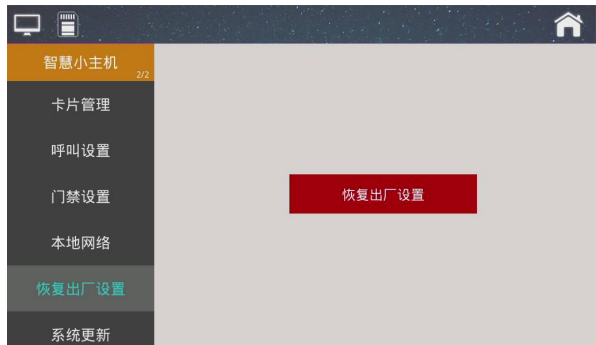 智慧小主机
2/2
卡片管理
呼叫设置
门禁设置
本地网络
恢复出厂设置
系统更新
恢复出厂设置